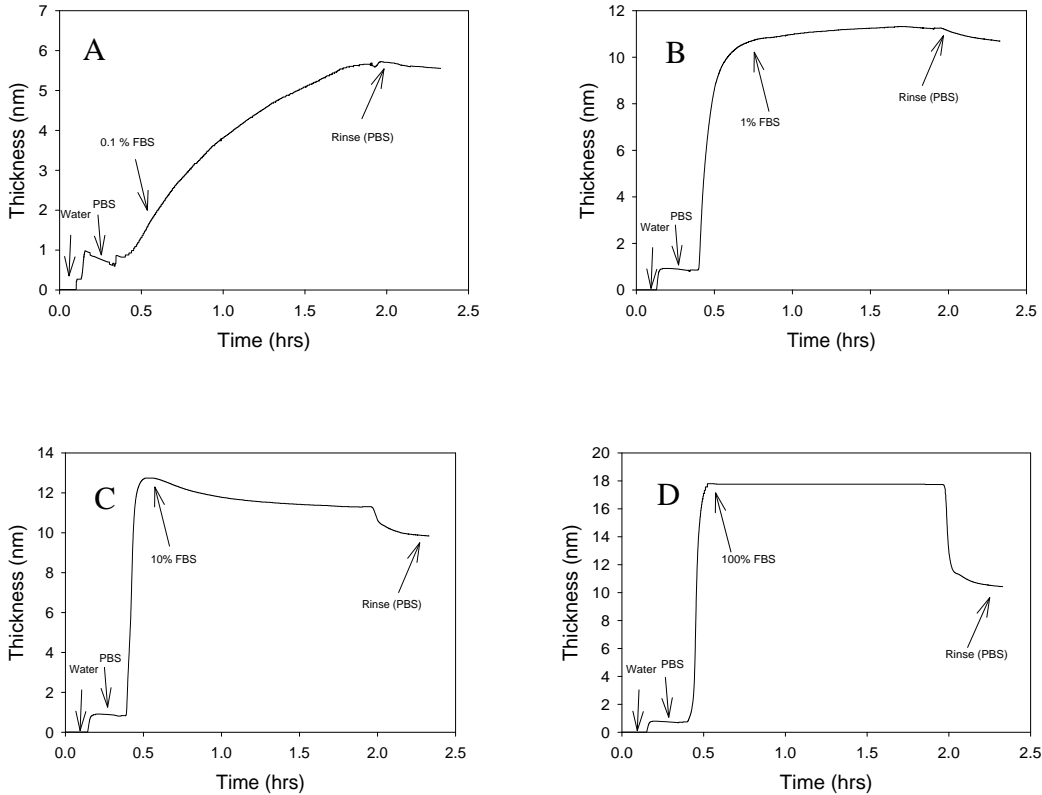 A
Thickness (nm)
7
6
5
4
3
2
1
0
0.1 % FBS
Water
PBS
Rinse (PBS)
0.0 0.5 1.0 1.5 2.0 2.5
Time (hrs)
B
Thickness (nm)
12
10
8
6
4
2
0
1% FBS
Water
PBS
Rinse (PBS)
0.0 0.5 1.0 1.5 2.0 2.5
Time (hrs)
C
Thickness (nm)
14
12
10
8
6
4
2
0
10% FBS
Water
PBS
Rinse (PBS)
0.0 0.5 1.0 1.5 2.0 2.5
Time (hrs)
D
Thickness (nm)
20
18
16
14
12
10
8
6
4
2
0
100% FBS
Water
PBS
Rinse (PBS)
0.0 0.5 1.0 1.5 2.0 2.5
Time (hrs)